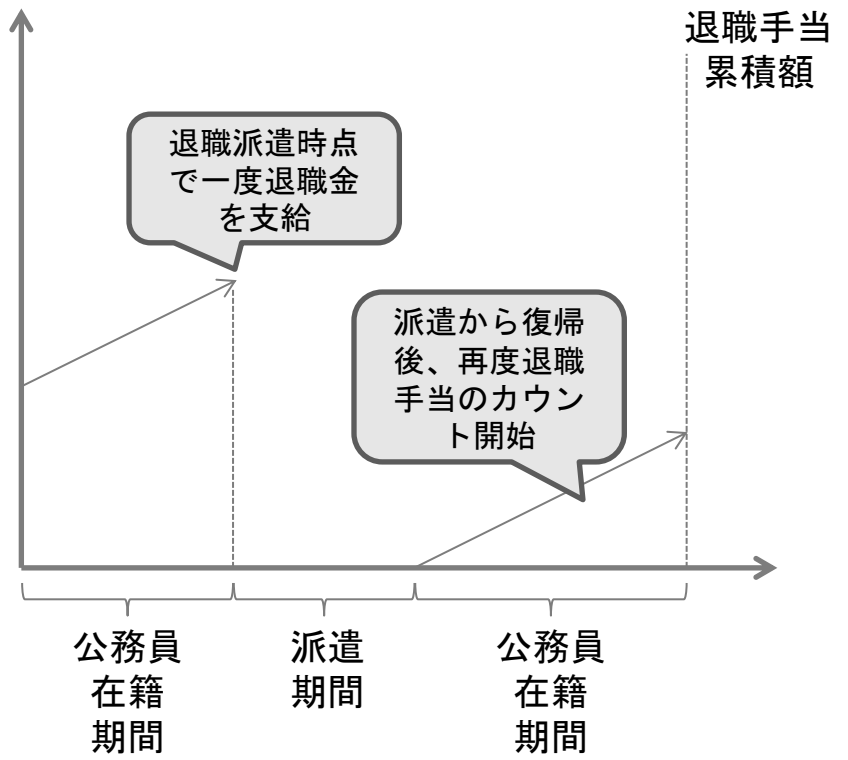 退職手当
累積額
退職派遣時点
で一度退職金
を支給
派遣から復帰
後、再度退職
手当のカウン
ト開始
公務員
在籍
期間
派遣
期間
公務員
在籍
期間